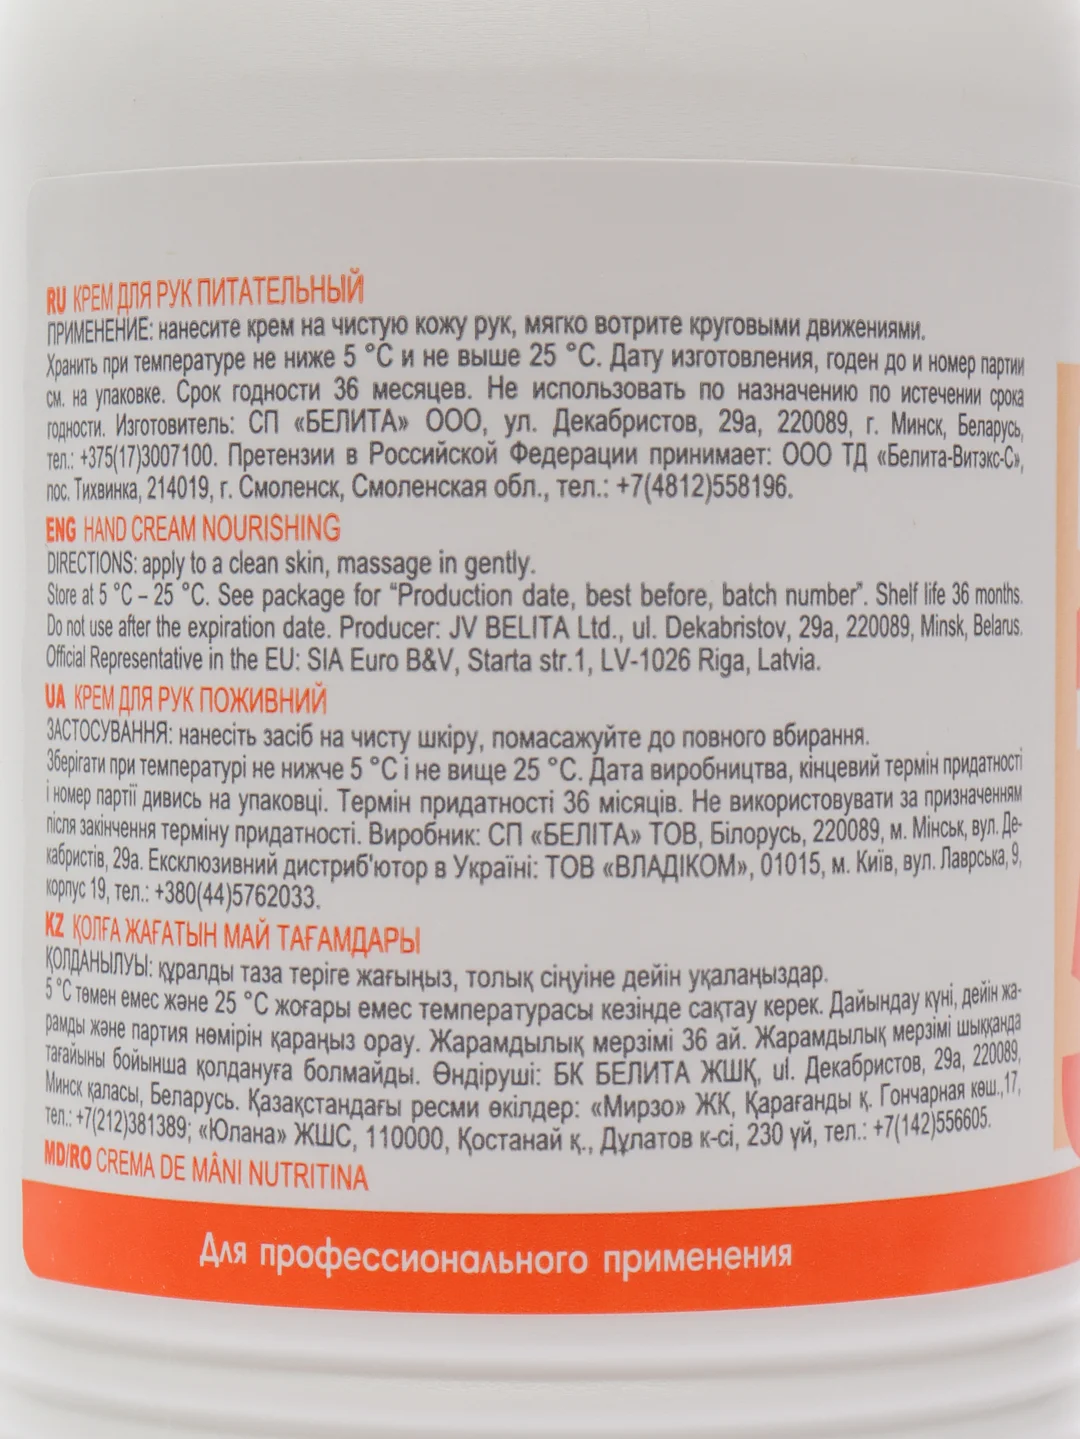 RU КРЕМ ДЛЯ РУК ПИТАТЕЛЬНЫЙ
ПРИМЕНЕНИЕ: нанесите крем на чистую кожу рук, мягко вотрите круговыми движениями.
Хранить при температуре не ниже 5 °С и не выше 25 °С. Дату изготовления, годен до и номер партии
см. на упаковке. Срок годности 36 месяцев. Не использовать по назначению по истечении срока
годности. Изготовитель: СП «БЕЛИТА» ООО, ул. Декабристов, 29а, 220089, г. Минск, Беларусь,
тел.: +375(17)3007100. Претензии в Российской Федерации принимает: ООО ТД «Белита-Витэкс-С»,
пос. Тихвинка, 214019, г. Смоленск, Смоленская обл., тел.: +7(4812)558196.
ENG HAND CREAM NOURISHING
DIRECTIONS: apply to a clean skin, massage in gently.
Store at 5 °C – 25 °C. See package for “Production date, best before, batch number”. Shelf life 36 months.
Do not use after the expiration date. Producer: JV BELITA Ltd., ul. Dekabristov, 29a, 220089, Minsk, Belarus.
Official Representative in the EU: SIA Euro B&V, Starta str.1, LV-1026 Riga, Latvia.
UA КРЕМ ДЛЯ РУК ПОЖИВНИЙ
ЗАСТОСУВАННЯ: нанесіть засіб на чисту шкіру, помасажуйте до повного вбирання.
Зберігати при температурі не нижче 5 °С і не вище 25 °С. Дата виробництва, кінцевий термін придатності
і номер партії дивись на упаковці. Термін придатності 36 місяців. Не використовувати за призначенням
після закінчення терміну придатності. Виробник: СП «БЕЛІТА» ТОВ, Білорусь, 220089, м. Мінськ, вул. Де-
кабристів, 29а. Ексклюзивний дистриб'ютор в Україні: ТОВ «ВЛАДІКОМ», 01015, м. Київ, вул. Лаврська, 9,
корпус 19, тел.: +380(44)5762033.
KZ ҚОЛҒА ЖАҒАТЫН МАЙ ТАҒАМДАРЫ
ҚОЛДАНЫЛУЫ: құралды таза теріге жағыңыз, толық сіңуіне дейін уқалаңыздар.
5 °С төмен емес және 25 °С жоғары емес температурасы кезінде сақтау керек. Дайындау күні, дейін жа-
рамды және партия нөмірін қараңыз орау. Жарамдылық мерзімі 36 ай. Жарамдылық мерзімі шыққанда
тағайыны бойынша қолдануға болмайды. Өндіруші: БК БЕЛИТА ЖШҚ, ul. Декабристов, 29а, 220089,
Минск қаласы, Беларусь. Қазақстандағы ресми өкілдер: «Мирзо» ЖК, Қарағанды қ. Гончарная көш.,17,
тел.: +7(212)381389; «Юлана» ЖШС, 110000, Қостанай қ., Дұлатов к-сі, 230 үй, тел.: +7(142)556605.
MD/RO CREMA DE MÂNI NUTRITINA
Для профессионального применения